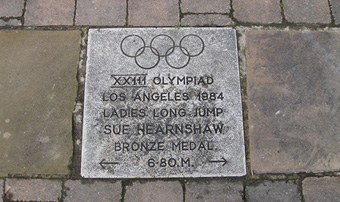 XXIII OLYMPIAD
LOS ANGELES 1984
LADIES LONG JUMP
SUE HEARNSHAW
BRONZE MEDAL
← 6·80 M. →